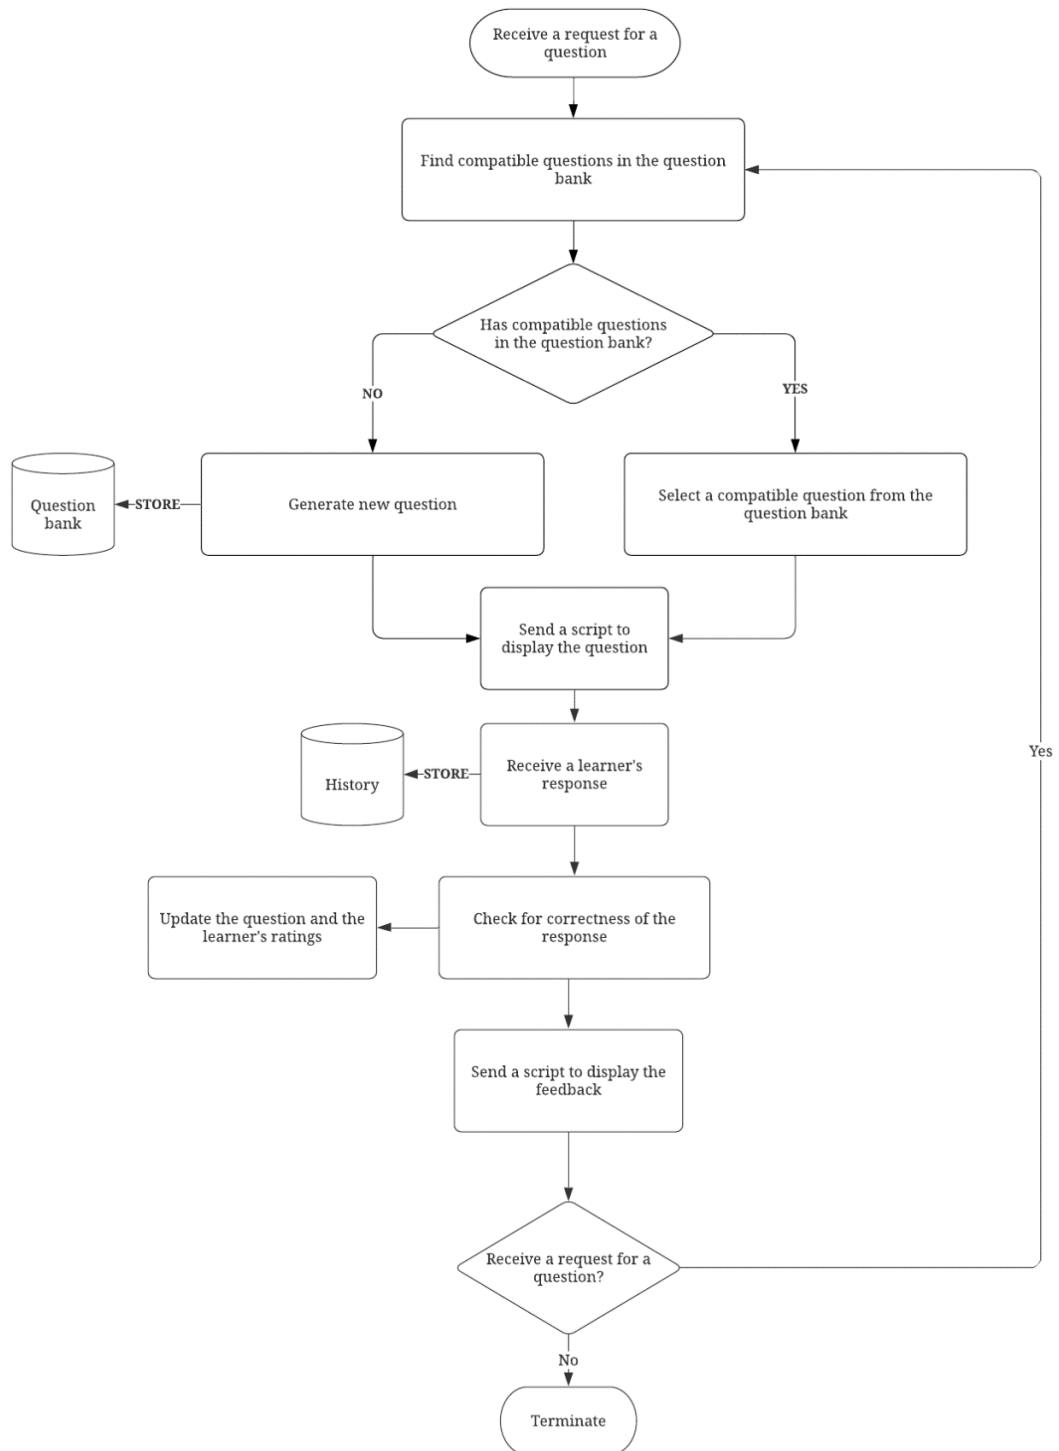 Receive a request for a
question
Find compatible questions in the question
bank
Has compatible questions
in the question bank?
NO
YES
Question
bank
STORE
Generate new question
Select a compatible question from the
question bank
Send a script to
display the question
History
STORE
Receive a learner's
response
Yes
Update the question and the
learner's ratings
Check for correctness of the
response
Send a script to display the
feedback
Receive a request for a
question?
No
Terminate